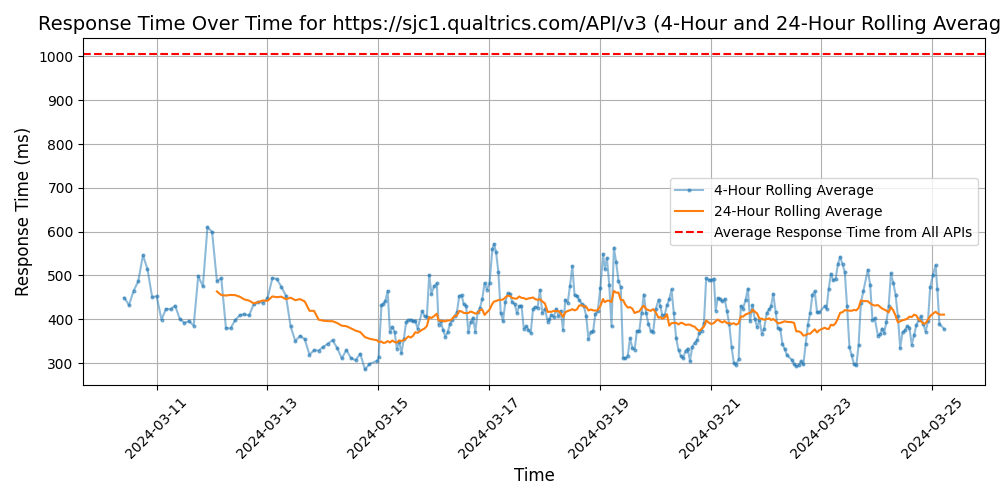 Response Time Over Time for https://sjc1.qualtrics.com/API/v3 (4-Hour and 24-Hour Rolling Averag
Response Time (ms)
1000
900
800
700
600
500
400
300
4-Hour Rolling Average
24-Hour Rolling Average
Average Response Time from All APIs
2024-03-11
2024-03-13
2024-03-15
2024-03-17
2024-03-19
2024-03-21
2024-03-23
2024-03-25
Time